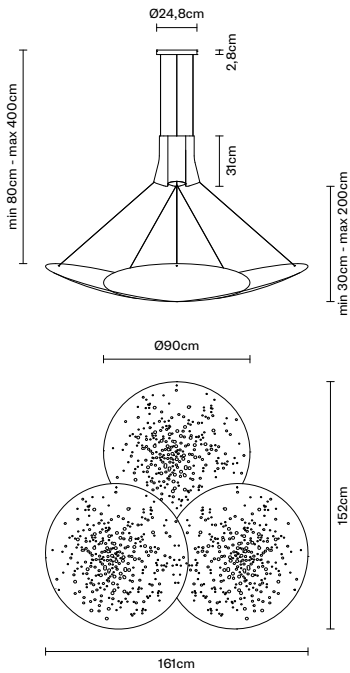 Ø24,8cm
2,8cm
min 80cm - max 400cm
31cm
min 30cm - max 200cm
Ø90cm
152cm
161cm